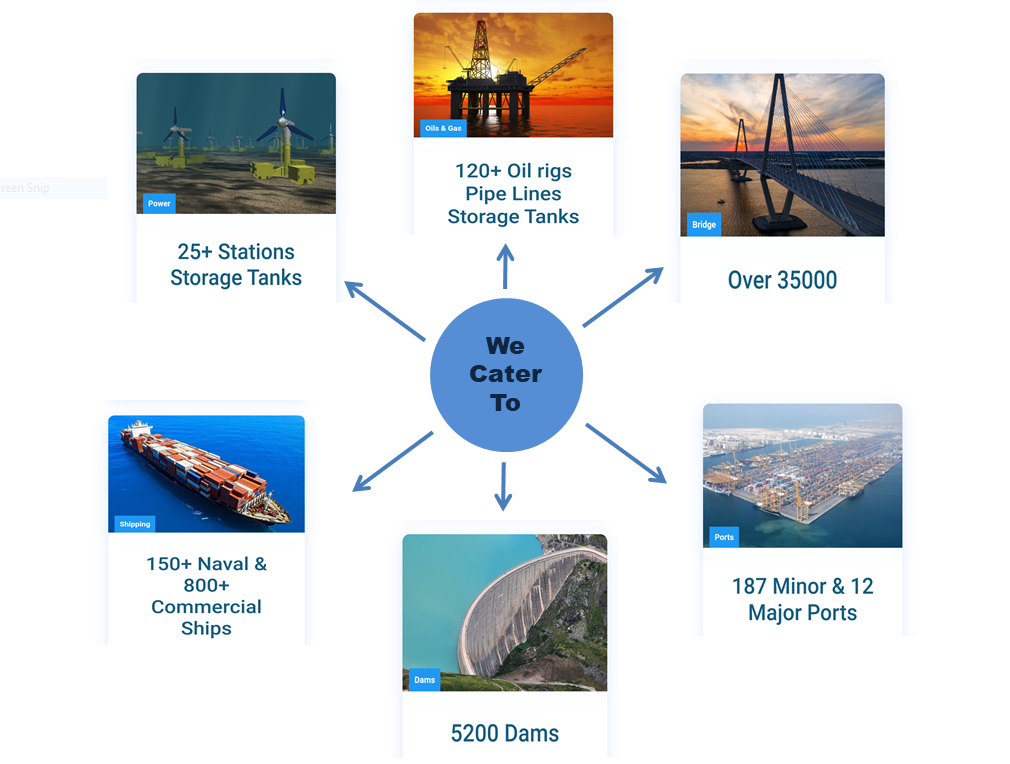 Oils & Gas
120+ Oil rigs
Pipe Lines
Storage Tanks
Power
25+ Stations
Storage Tanks
Bridge
Over 35000
reen Snip
We
Cater
To
Shipping
150+ Naval &
800+
Commercial
Ships
Ports
187 Minor & 12
Major Ports
Dams
5200 Dams